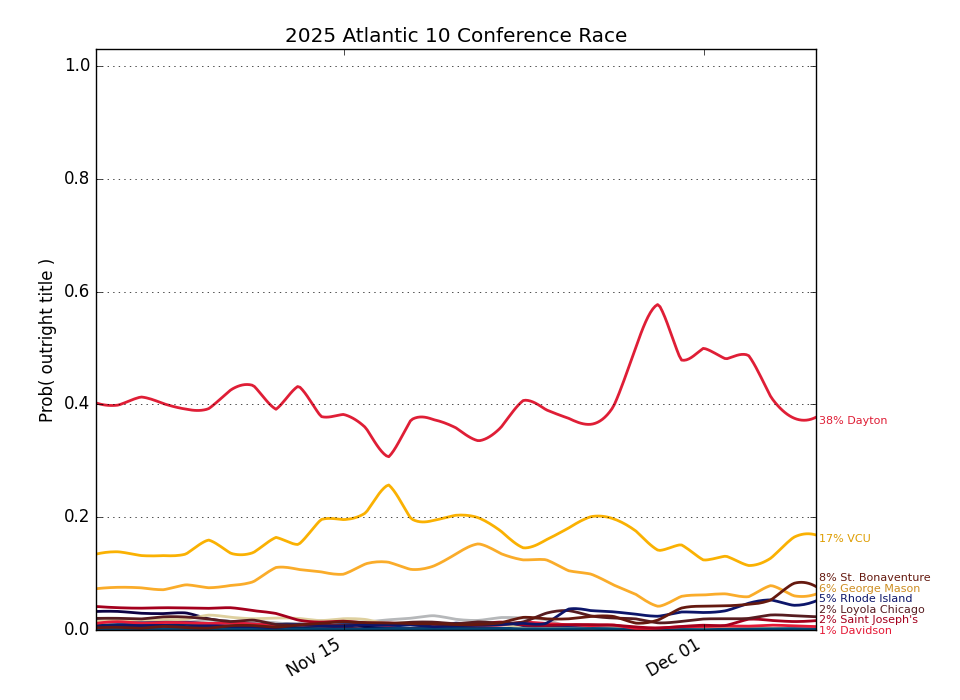 2025 Atlantic 10 Conference Race
Prob( outright title )
1.0
0.8
0.6
0.4
0.2
0.0
Nov 15
Dec 01
38% Dayton
17% VCU
8% St. Bonaventure
6% George Mason
5% Rhode Island
2% Loyola Chicago
2% Saint Joseph's
1% Davidson